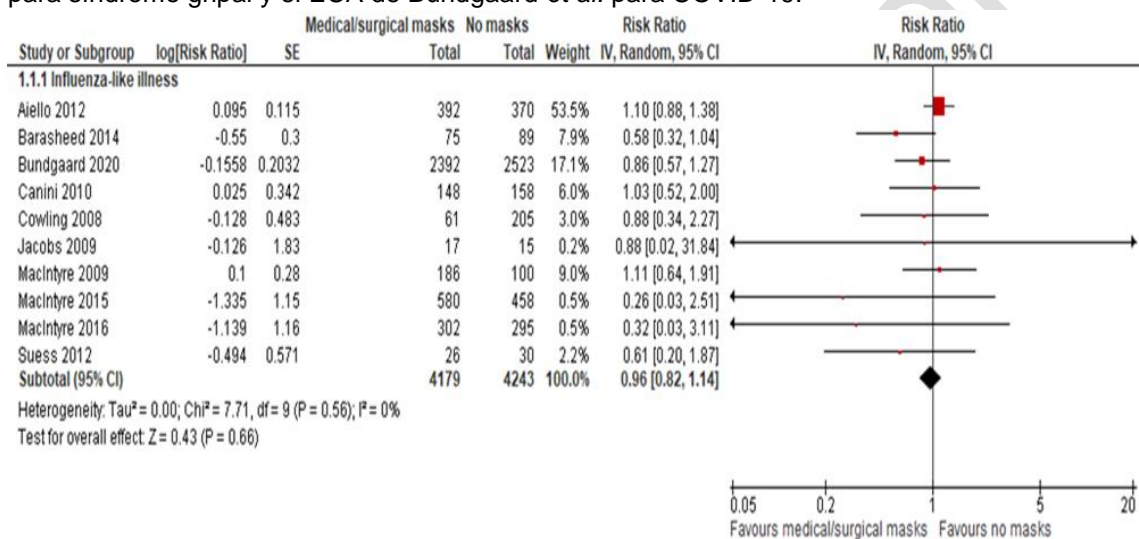 para síndrome gripal y el ECA de Bundgaard et al. para COVID-19.
Medical/surgical masks No masks Risk Ratio Risk Ratio
Study or Subgroup log[Risk Ratio] SE Total Total Weight IV, Random, 95% CI IV, Random, 95% CI
1.1.1 Influenza-like illness
Aiello 2012 0.095 0.115 392 370 53.5% 1.10 [0.88, 1.38]
Barasheed 2014 -0.55 0.3 75 89 7.9% 0.58 [0.32, 1.04]
Bundgaard 2020 -0.1558 0.2032 2392 2523 17.1% 0.86 [0.57, 1.27]
Canini 2010 0.025 0.342 148 158 6.0% 1.03 [0.52, 2.00]
Cowling 2008 -0.128 0.483 61 205 3.0% 0.88 [0.34, 2.27]
Jacobs 2009 -0.126 1.83 17 15 0.2% 0.88 [0.02, 31.84]
MacIntyre 2009 0.1 0.28 186 100 9.0% 1.11 [0.64, 1.91]
MacIntyre 2015 -1.335 1.15 580 458 0.5% 0.26 [0.03, 2.51]
MacIntyre 2016 -1.139 1.16 302 295 0.5% 0.32 [0.03, 3.11]
Suess 2012 -0.494 0.571 26 30 2.2% 0.61 [0.20, 1.87]
Subtotal (95% CI) 4179 4243 100.0% 0.96 [0.82, 1.14]
Heterogeneity: Tau² = 0.00; Chi² = 7.71, df = 9 (P = 0.56); I² = 0%
Test for overall effect: Z = 0.43 (P = 0.66)
0.05 0.2 1 5 20
Favours medical/surgical masks Favours no masks